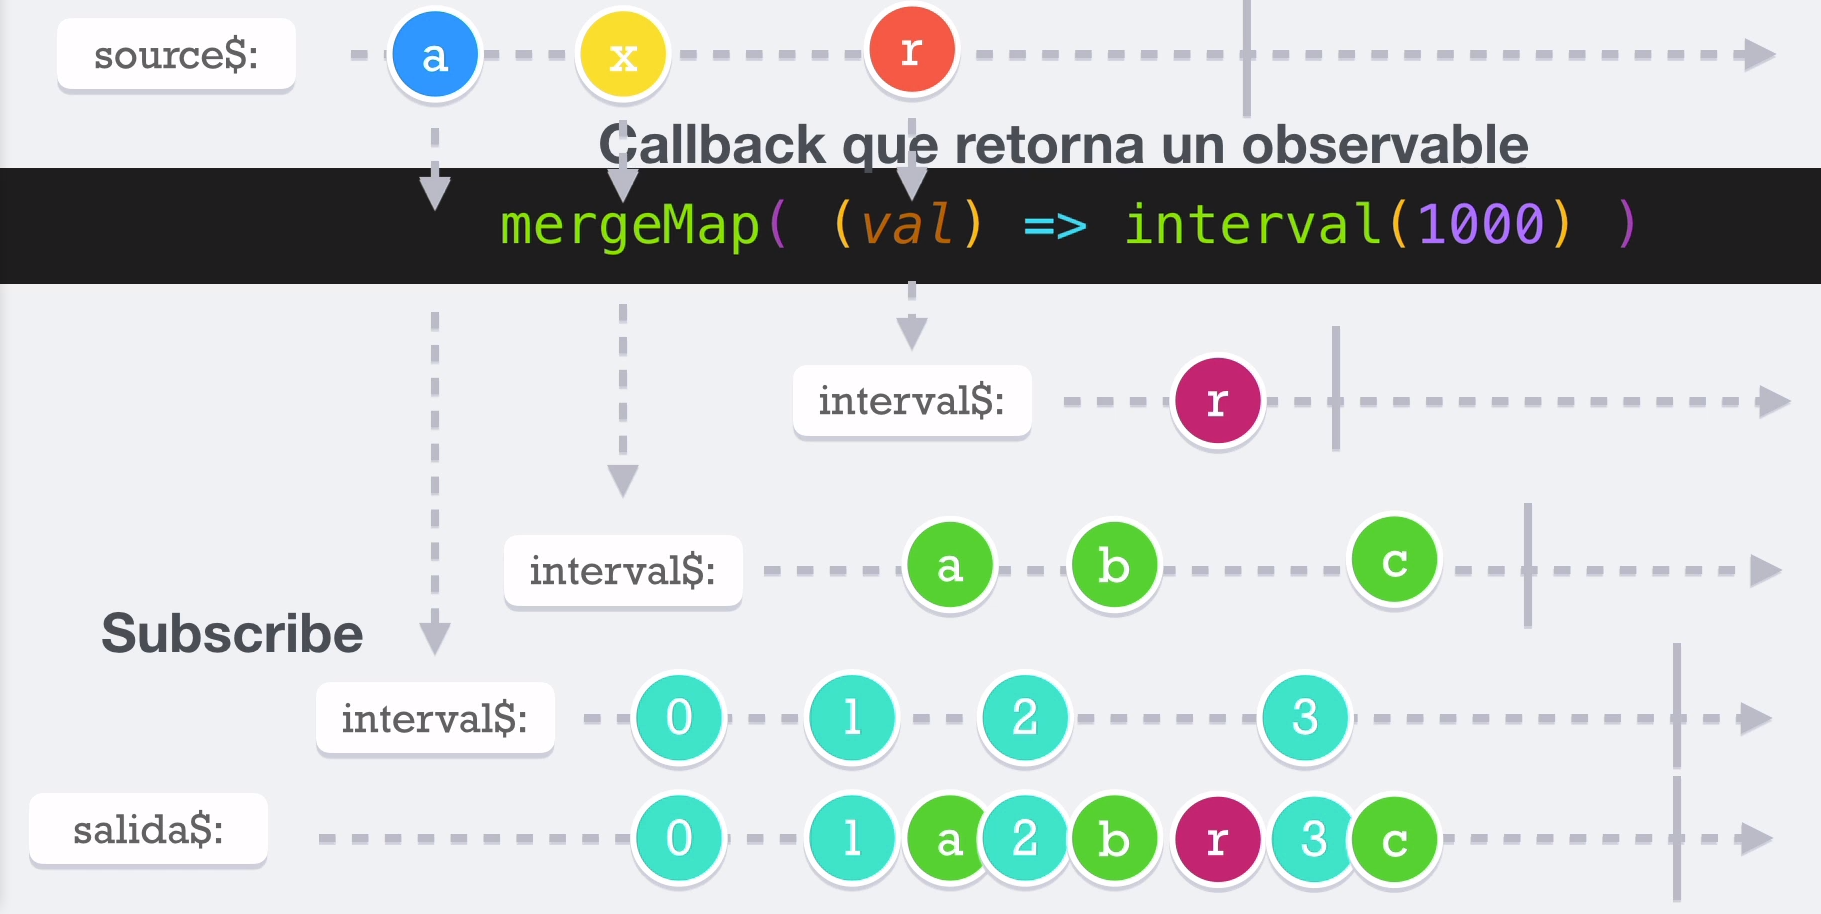 source$: a x r
Callback que retorna un observable
mergeMap( (val) => interval(1000) )
interval$: r
interval$: a b c
Subscribe
interval$: 0 1 2 3
salida$: 0 1 a 2 b r 3 c